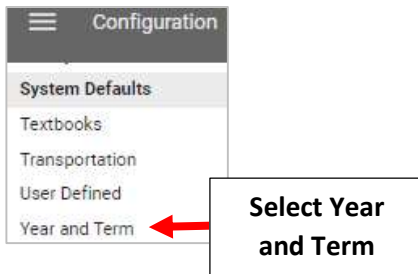 Configuration
System Defaults
Textbooks
Transportation
User Defined
Year and Term
Select Year
and Term